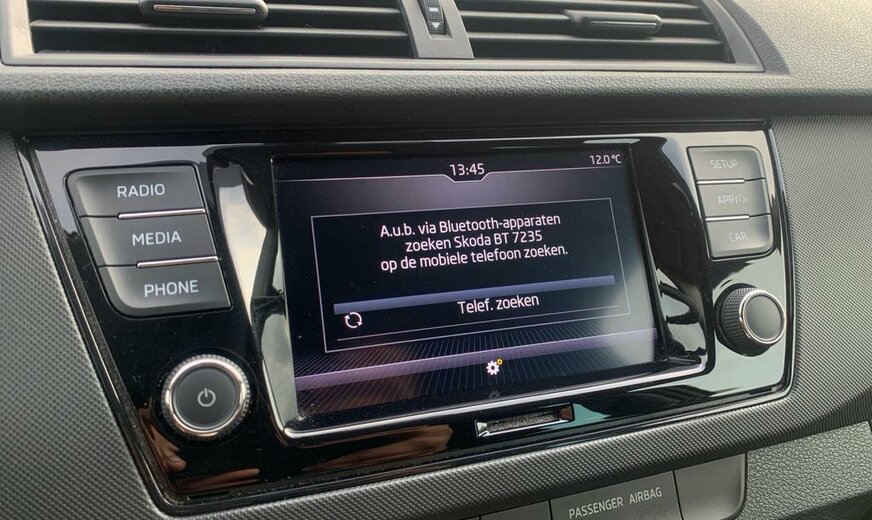 13:45
12.0°C
RADIO
MEDIA
PHONE
A.u.b. via Bluetooth-apparaten
zoeken Skoda BT 7235
op de mobiele telefoon zoeken.
Telef. zoeken
SETUP
CAR
PASSENGER AIRBAG